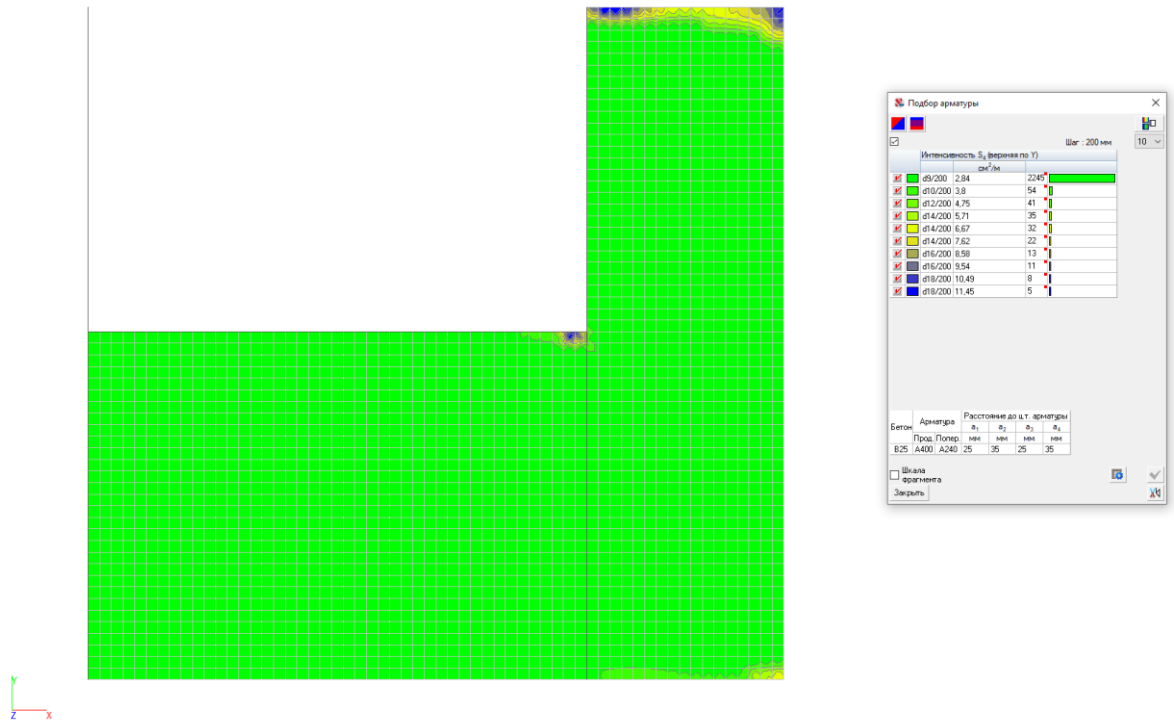 Подбор арматуры
Шаг : 200 мм 10
Интенсивность S4 (верхняя по Y)
см²/м
d9/200 2,84 2245
d10/200 3,8 54
d12/200 4,75 41
d14/200 5,71 35
d14/200 6,67 32
d14/200 7,62 22
d16/200 8,58 13
d16/200 9,54 11
d18/200 10,49 8
d18/200 11,45 5
Бетон Арматура Расстояние до ц.т. арматуры
a1 a2 a3 a4
Прод. Попер. мм мм мм мм
B25 A400 A240 25 35 25 35
Шкала
фрагмента
Закрыть
Y
Z X